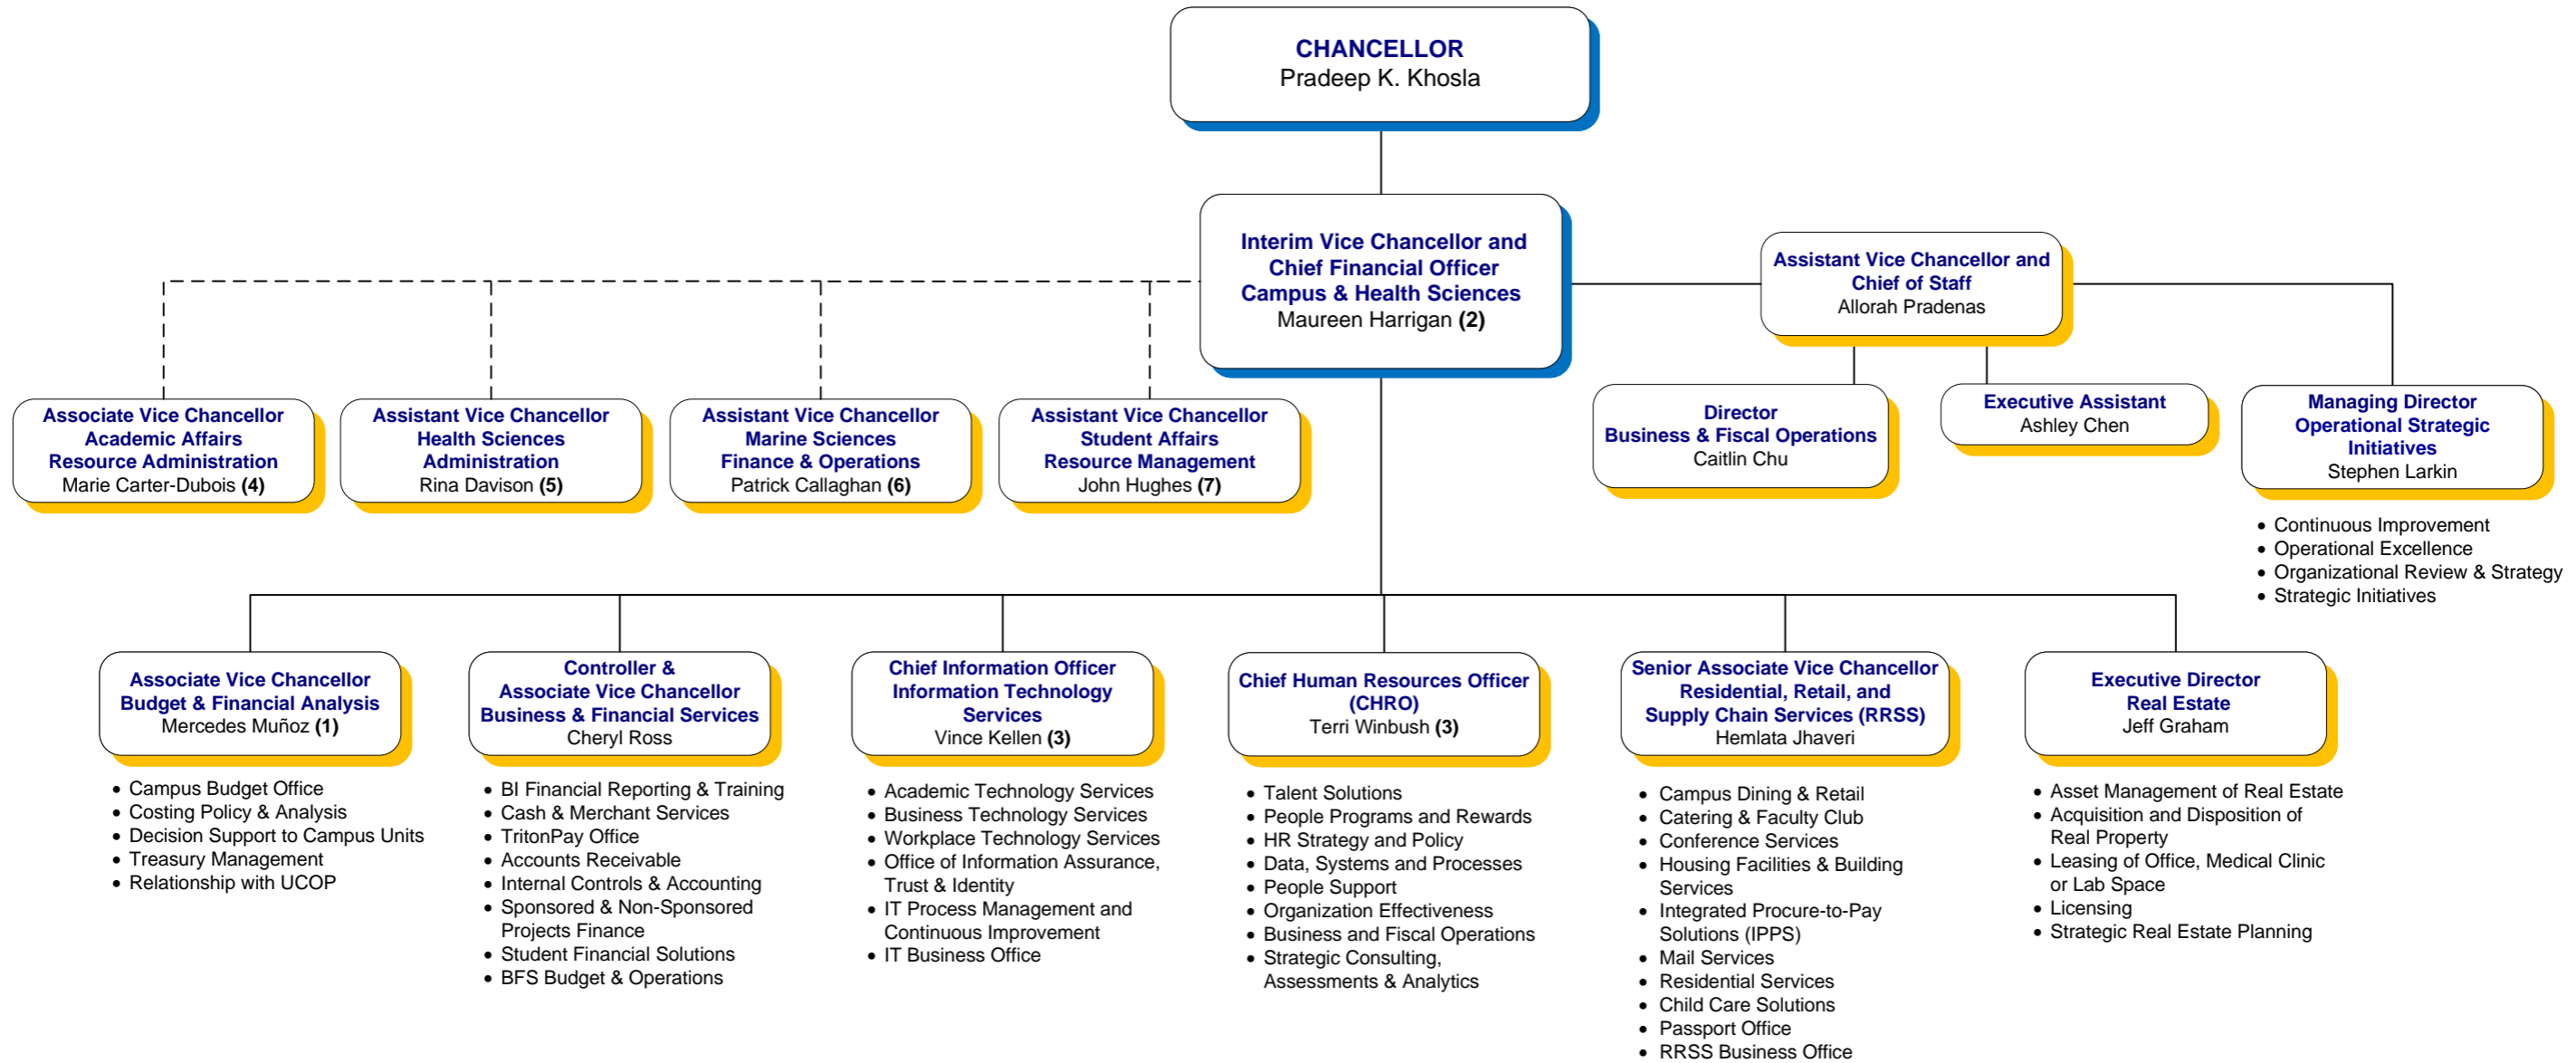 CHANCELLOR
Pradeep K. Khosla
Interim Vice Chancellor and
Chief Financial Officer
Campus & Health Sciences
Maureen Harrigan (2)
Assistant Vice Chancellor and
Chief of Staff
Allorah Pradenas
Associate Vice Chancellor
Academic Affairs
Resource Administration
Marie Carter-Dubois (4)
Assistant Vice Chancellor
Health Sciences
Administration
Rina Davison (5)
Assistant Vice Chancellor
Marine Sciences
Finance & Operations
Patrick Callaghan (6)
Assistant Vice Chancellor
Student Affairs
Resource Management
John Hughes (7)
Director
Business & Fiscal Operations
Caitlin Chu
Executive Assistant
Ashley Chen
Managing Director
Operational Strategic
Initiatives
Stephen Larkin
• Continuous Improvement
• Operational Excellence
• Organizational Review & Strategy
• Strategic Initiatives
Associate Vice Chancellor
Budget & Financial Analysis
Mercedes Muñoz (1)
• Campus Budget Office
• Costing Policy & Analysis
• Decision Support to Campus Units
• Treasury Management
• Relationship with UCOP
Controller &
Associate Vice Chancellor
Business & Financial Services
Cheryl Ross
• BI Financial Reporting & Training
• Cash & Merchant Services
• TritonPay Office
• Accounts Receivable
• Internal Controls & Accounting
• Sponsored & Non-Sponsored
Projects Finance
• Student Financial Solutions
• BFS Budget & Operations
Chief Information Officer
Information Technology
Services
Vince Kellen (3)
• Academic Technology Services
• Business Technology Services
• Workplace Technology Services
• Office of Information Assurance,
Trust & Identity
• IT Process Management and
Continuous Improvement
• IT Business Office
Chief Human Resources Officer
(CHRO)
Terri Winbush (3)
• Talent Solutions
• People Programs and Rewards
• HR Strategy and Policy
• Data, Systems and Processes
• People Support
• Organization Effectiveness
• Business and Fiscal Operations
• Strategic Consulting,
Assessments & Analytics
Senior Associate Vice Chancellor
Residential, Retail, and
Supply Chain Services (RRSS)
Hemlata Jhaveri
• Campus Dining & Retail
• Catering & Faculty Club
• Conference Services
• Housing Facilities & Building
Services
• Integrated Procure-to-Pay
Solutions (IPPS)
• Mail Services
• Residential Services
• Child Care Solutions
• Passport Office
• RRSS Business Office
Executive Director
Real Estate
Jeff Graham
• Asset Management of Real Estate
• Acquisition and Disposition of
Real Property
• Leasing of Office, Medical Clinic
or Lab Space
• Licensing
• Strategic Real Estate Planning